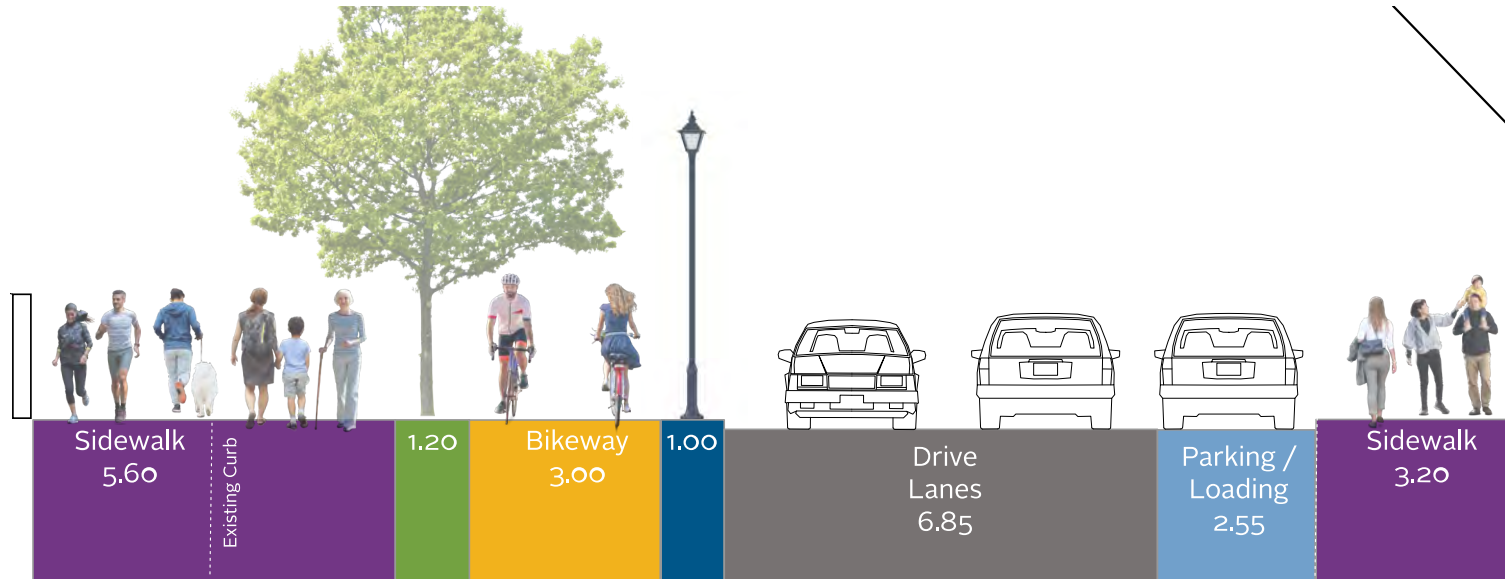 Sidewalk
5.60
Existing Curb
1.20
Bikeway
3.00
1.00
Drive
Lanes
6.85
Parking /
Loading
2.55
Sidewalk
3.20